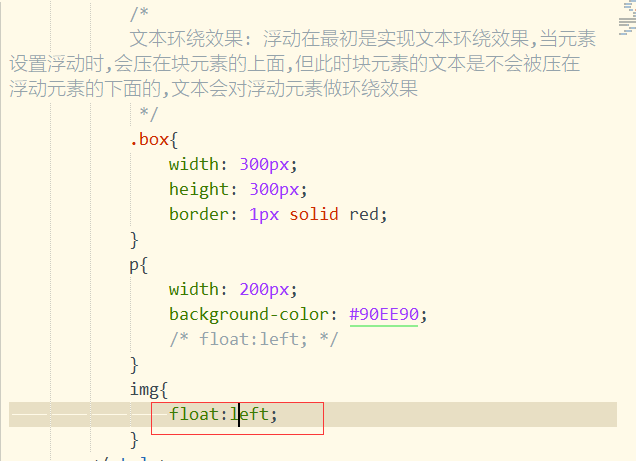 /*
文本环绕效果: 浮动在最初是实现文本环绕效果,当元素
设置浮动时,会压在块元素的上面,但此时块元素的文本是不会被压在
浮动元素的下面的,文本会对浮动元素做环绕效果
*/
.box{
width: 300px;
height: 300px;
border: 1px solid red;
}
p{
width: 200px;
background-color: #90EE90;
/* float:left; */
}
img{
float:left;
}